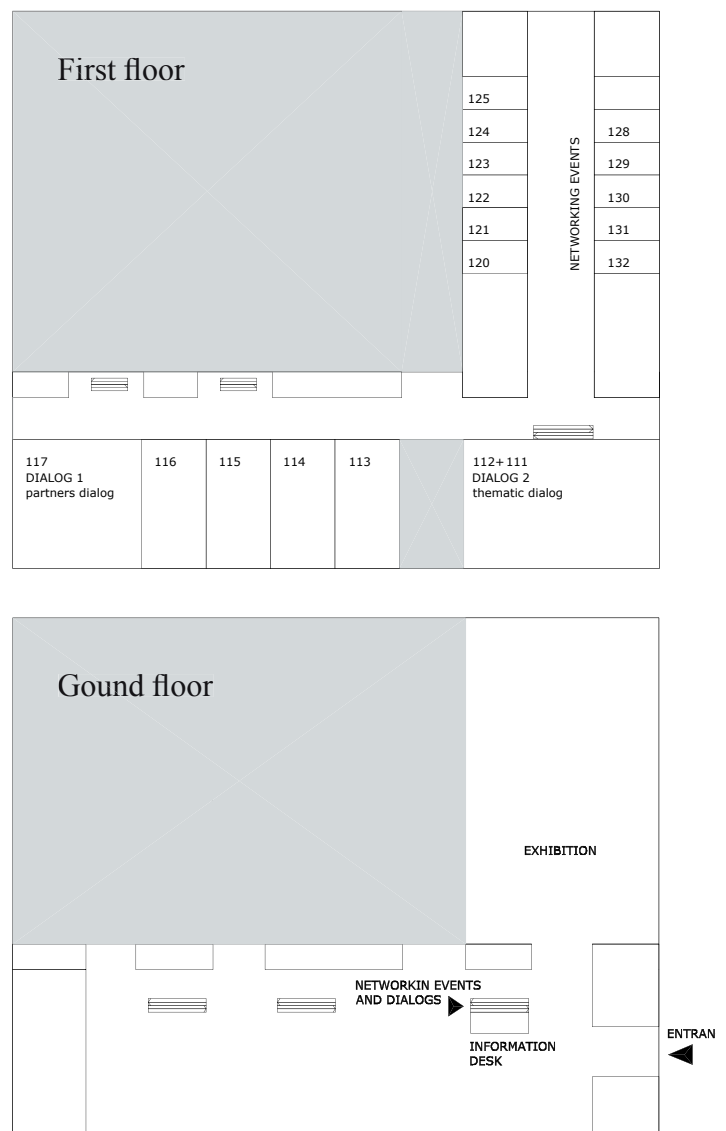 First floor
125
124
123
122
121
120
NETWORKING EVENTS
128
129
130
131
132
117
DIALOG 1
partners dialog
116
115
114
113
112+111
DIALOG 2
thematic dialog
Gound floor
EXHIBITION
NETWORKIN EVENTS
AND DIALOGS
INFORMATION
DESK
ENTRAN